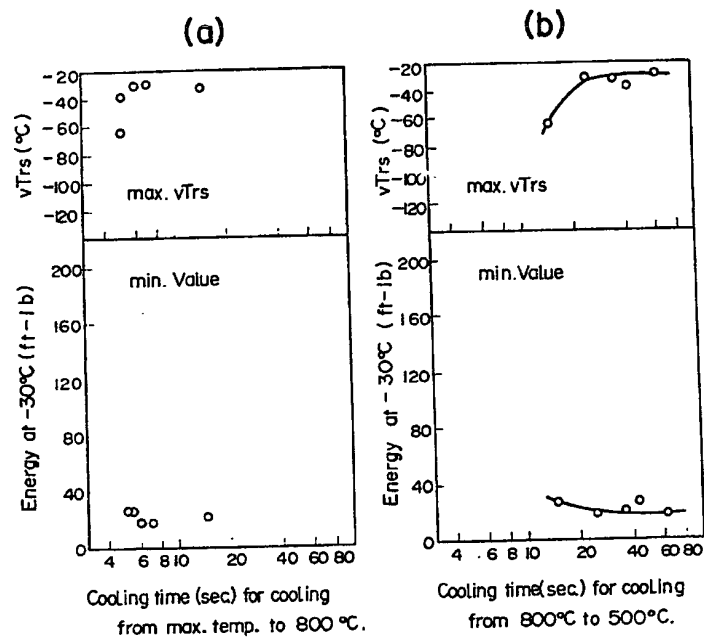 (a)
(b)
-20
-40
-60
-80
-100
-120
vTrs (°C)
max. vTrs
200
160
120
80
40
0
Energy at -30°C (ft-lb)
min. Value
4 6 8 10 20 40 60 80
Cooling time (sec.) for cooling
from max. temp. to 800 °C.
-20
-40
-60
-80
-100
-120
vTrs (°C)
max. vTrs
200
160
120
80
40
0
Energy at -30°C (ft-lb)
min. Value
4 6 8 10 20 40 60 80
Cooling time(sec.) for cooling
from 800°C to 500°C.